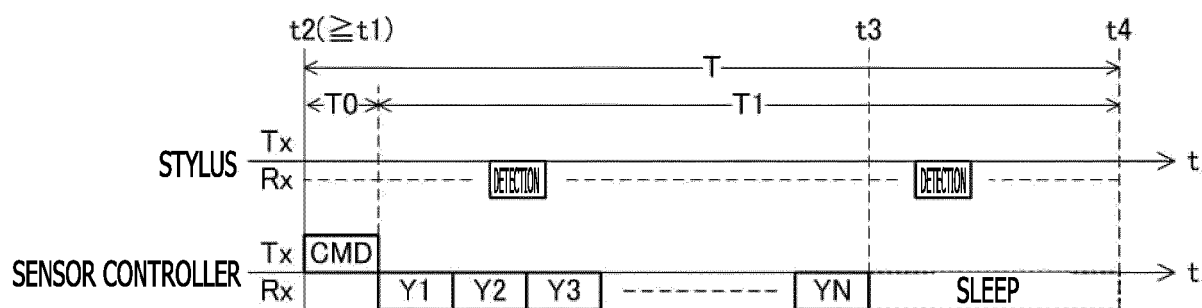 t2(≧t1) t3 t4
T
T0 T1
Tx
STYLUS t
Rx DETECTION DETECTION
Tx CMD
SENSOR CONTROLLER t
Rx Y1 Y2 Y3 YN SLEEP